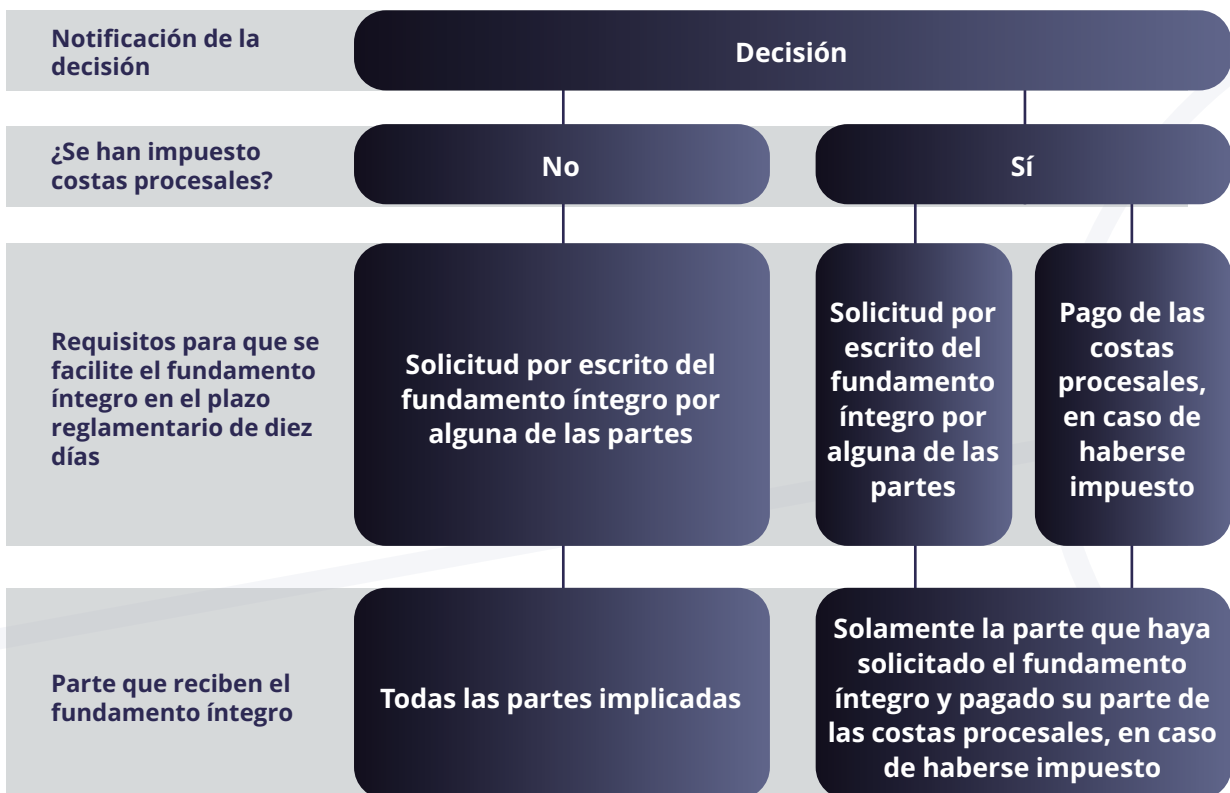 Notificación de la
decisión
Decisión
¿Se han impuesto
costas procesales?
No
Sí
Requisitos para que se
facilite el fundamento
íntegro en el plazo
reglamentario de diez
días
Solicitud por escrito del
fundamento íntegro por
alguna de las partes
Solicitud por
escrito del
fundamento
íntegro por
alguna de las
partes
Pago de las
costas
procesales,
en caso de
haberse
impuesto
Parte que reciben el
fundamento íntegro
Todas las partes implicadas
Solamente la parte que haya
solicitado el fundamento
íntegro y pagado su parte de
las costas procesales, en caso
de haberse impuesto